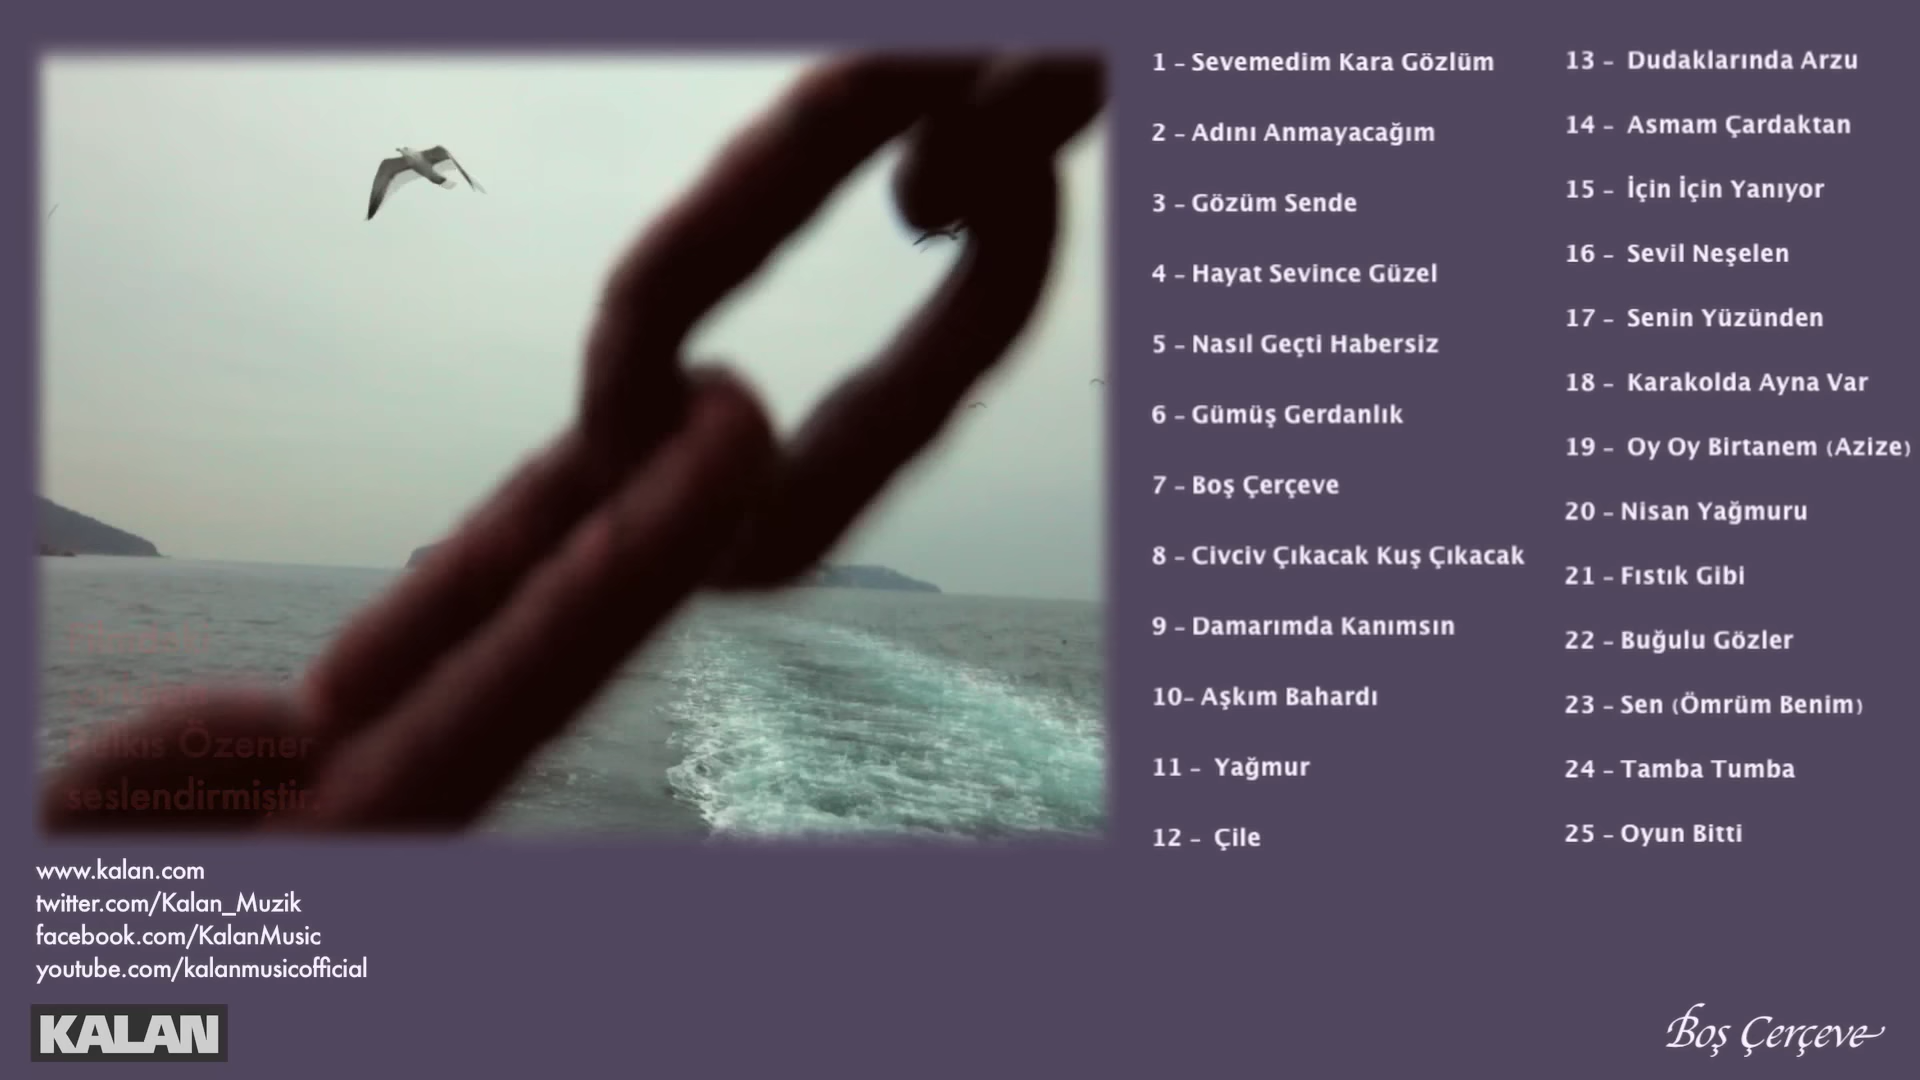 1 - Sevemedim Kara Gözlüm
2 - Adını Anmayacağım
3 - Gözüm Sende
4 - Hayat Sevince Güzel
5 - Nasıl Geçti Habersiz
6 - Gümüş Gerdanlık
7 - Boş Çerçeve
8 - Civciv Çıkacak Kuş Çıkacak
9 - Damarımda Kanımsın
10- Aşkım Bahardı
11 - Yağmur
12 - Çile
13 - Dudaklarında Arzu
14 - Asmam Çardaktan
15 - İçin İçin Yanıyor
16 - Sevil Neşelen
17 - Senin Yüzünden
18 - Karakolda Ayna Var
19 - Oy Oy Birtanem (Azize)
20 - Nisan Yağmuru
21 - Fıstık Gibi
22 - Buğulu Gözler
23 - Sen (Ömrüm Benim)
24 - Tamba Tumba
25 - Oyun Bitti
Filmdeki
şarkıları
Belkıs Özener
seslendirmiştir.
www.kalan.com
twitter.com/Kalan_Muzik
facebook.com/KalanMusic
youtube.com/kalanmusicofficial
KALAN
Boş Çerçeve